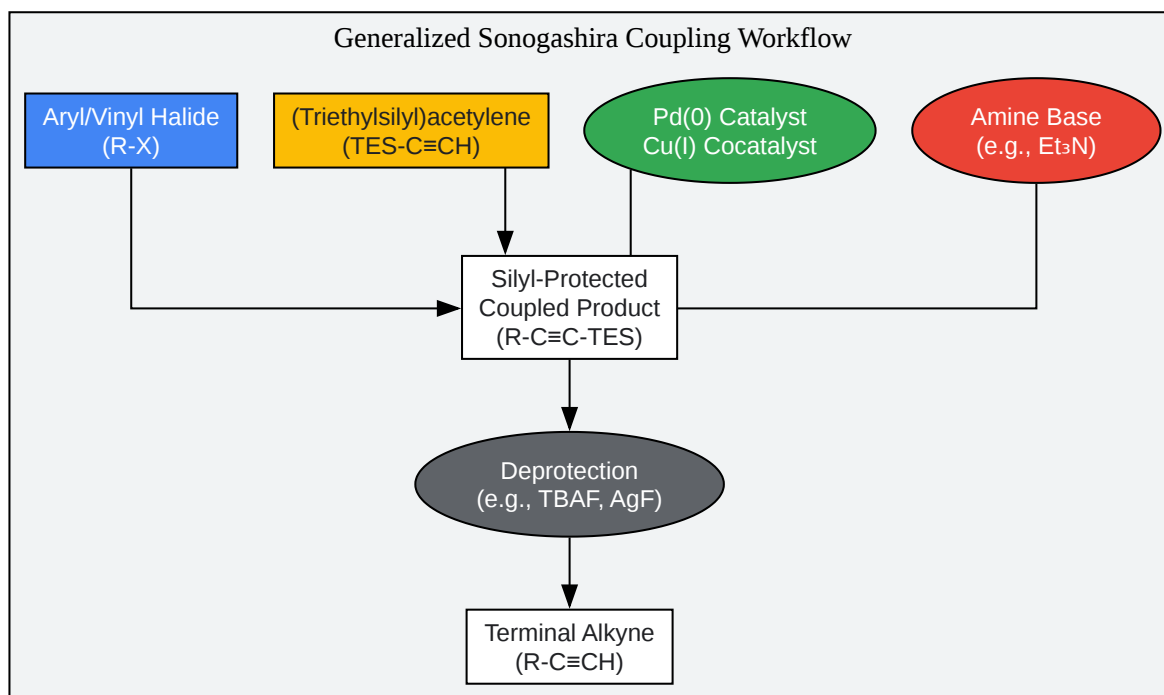 Generalized Sonogashira Coupling Workflow
Aryl/Vinyl Halide
(R-X)
(Triethylsilyl)acetylene
(TES-C≡CH)
Pd(0) Catalyst
Cu(I) Cocatalyst
Amine Base
(e.g., Et₃N)
Silyl-Protected
Coupled Product
(R-C≡C-TES)
Deprotection
(e.g., TBAF, AgF)
Terminal Alkyne
(R-C≡CH)